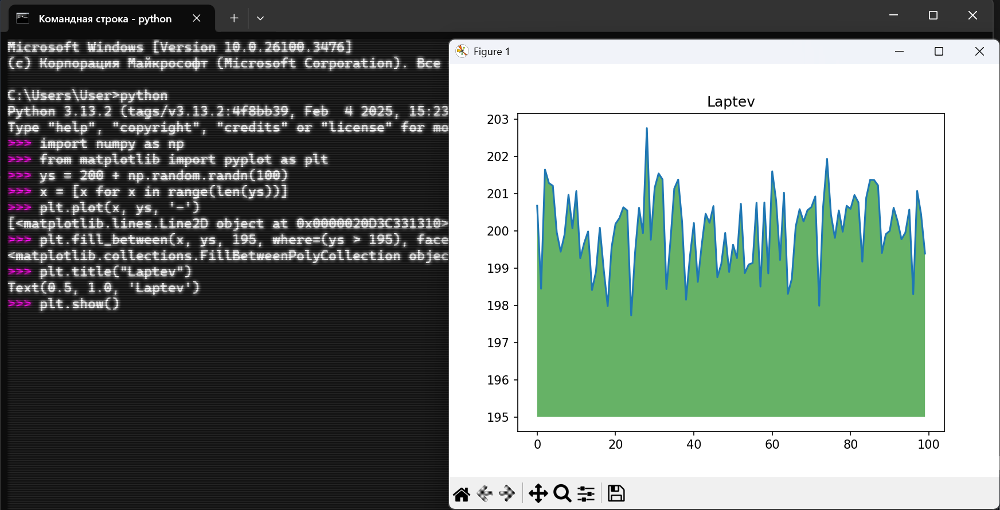 Командная строка - python
Microsoft Windows [Version 10.0.26100.3476]
(c) Корпорация Майкрософт (Microsoft Corporation). Все
C:\Users\User>python
Python 3.13.2 (tags/v3.13.2:4f8bb39, Feb  4 2025, 15:23
Type "help", "copyright", "credits" or "license" for mo
>>> import numpy as np
>>> from matplotlib import pyplot as plt
>>> ys = 200 + np.random.randn(100)
>>> x = [x for x in range(len(ys))]
>>> plt.plot(x, ys, '-')
[<matplotlib.lines.Line2D object at 0x0000020D3C331310>
>>> plt.fill_between(x, ys, 195, where=(ys > 195), face
<matplotlib.collections.FillBetweenPolyCollection objec
>>> plt.title("Laptev")
Text(0.5, 1.0, 'Laptev')
>>> plt.show()
Figure 1
Laptev
203
202
201
200
199
198
197
196
195
0 20 40 60 80 100